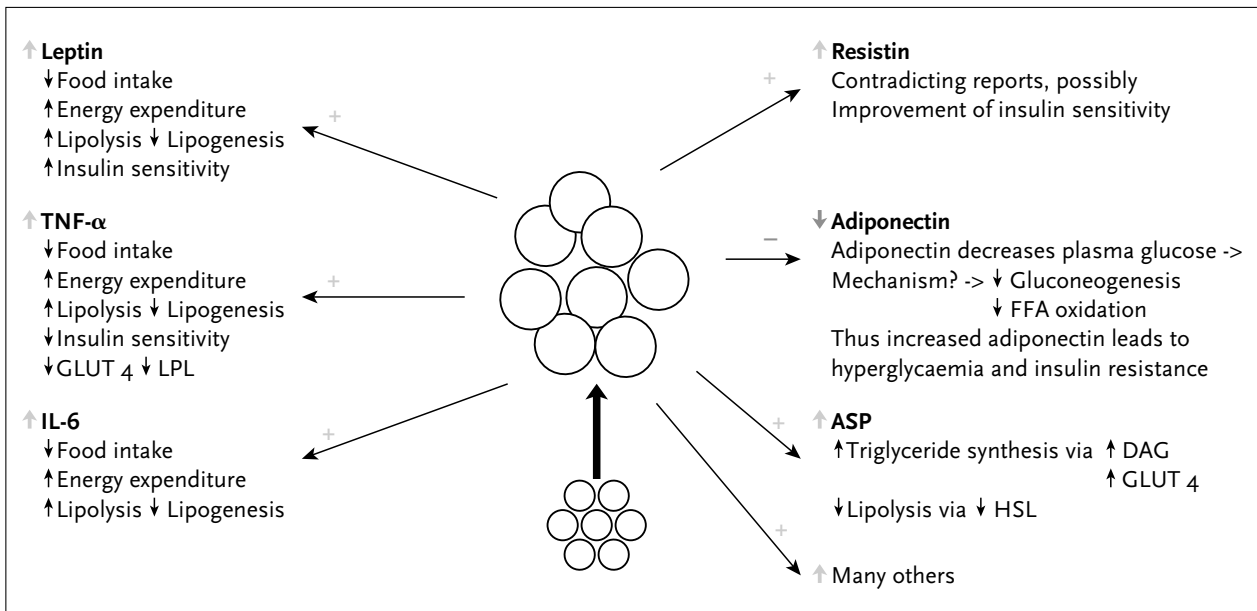 ↑ Leptin
↓ Food intake
↑ Energy expenditure
↑ Lipolysis ↓ Lipogenesis
↑ Insulin sensitivity
↑ TNF-α
↓ Food intake
↑ Energy expenditure
↑ Lipolysis ↓ Lipogenesis
↓ Insulin sensitivity
↓ GLUT 4 ↓ LPL
↑ IL-6
↓ Food intake
↑ Energy expenditure
↑ Lipolysis ↓ Lipogenesis
+
+
+
+
−
+
+
↑ Resistin
Contradicting reports, possibly
Improvement of insulin sensitivity
↓ Adiponectin
Adiponectin decreases plasma glucose ->
Mechanism? -> ↓ Gluconeogenesis
↓ FFA oxidation
Thus increased adiponectin leads to
hyperglycaemia and insulin resistance
↑ ASP
↑ Triglyceride synthesis via ↑ DAG
↑ GLUT 4
↓ Lipolysis via ↓ HSL
↑ Many others